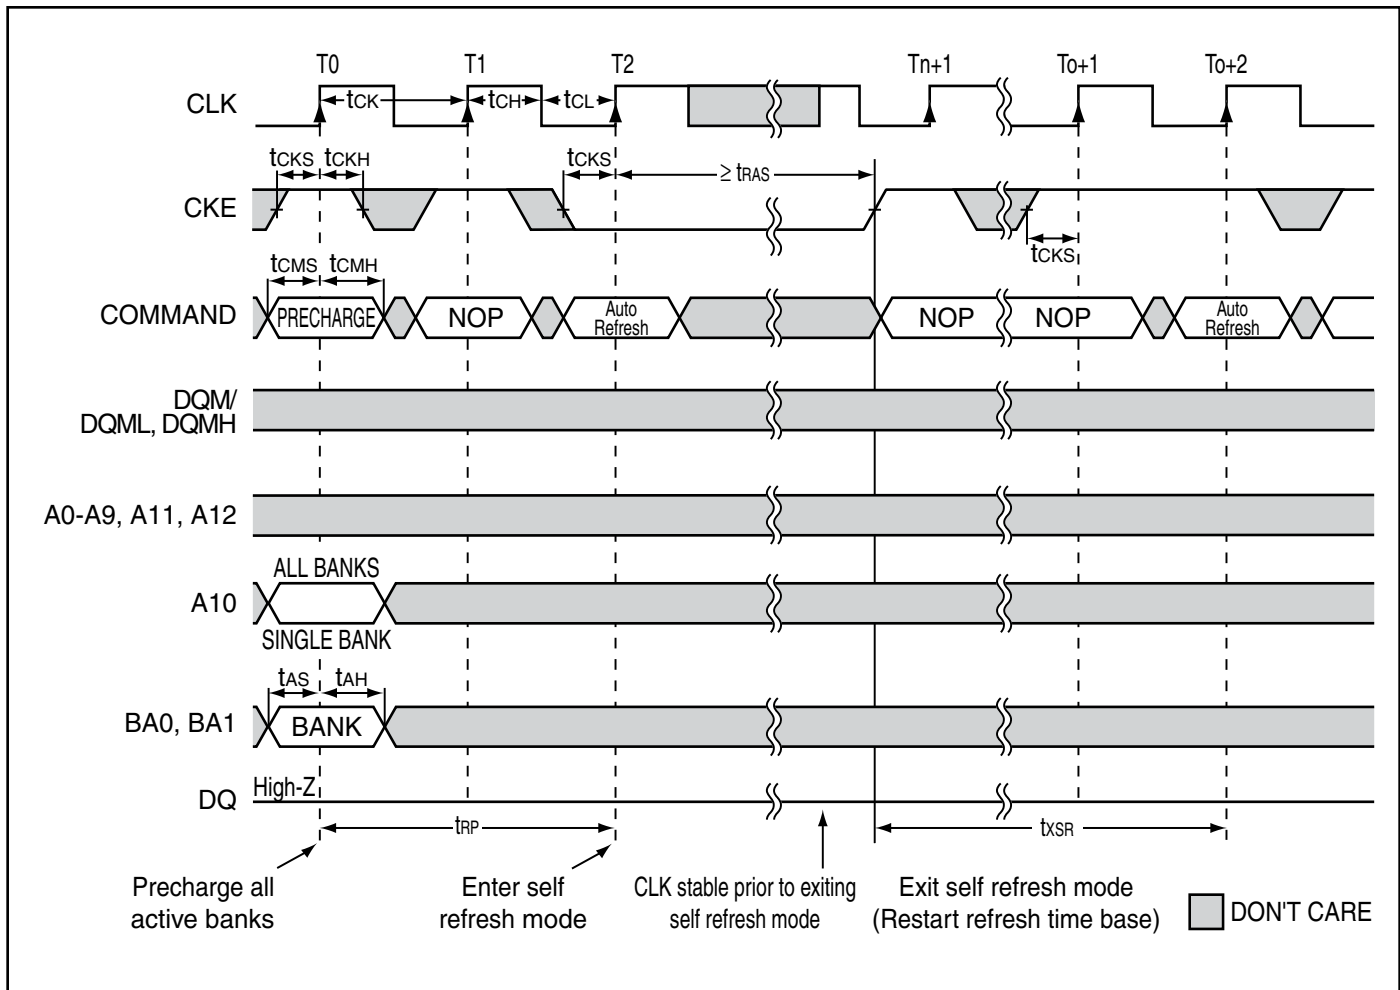 T0 T1 T2 Tn+1 To+1 To+2
CLK tCK tCH tCL
tCKS tCKH tCKS ≥ tRAS
CKE
tCKS
tCMS tCMH
COMMAND PRECHARGE NOP Auto Refresh NOP NOP Auto Refresh
DQM/
DQML, DQMH
A0-A9, A11, A12
ALL BANKS
A10
SINGLE BANK
tAS tAH
BA0, BA1 BANK
DQ High-Z
tRP tXSR
Precharge all
active banks
Enter self
refresh mode
CLK stable prior to exiting
self refresh mode
Exit self refresh mode
(Restart refresh time base)
DON'T CARE